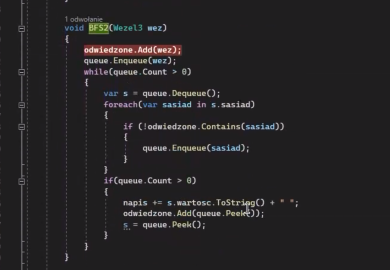 1 odwołanie
void BFS2(Wezel3 wez)
{
odwiedzone.Add(wez);
queue.Enqueue(wez);
while(queue.Count > 0)
{
var s = queue.Dequeue();
foreach(var sasiad in s.sasiad)
{
if (!odwiedzone.Contains(sasiad))
{
queue.Enqueue(sasiad);
}
}
if(queue.Count > 0)
{
napis += s.wartosc.ToString() + " ";
odwiedzone.Add(queue.Peek());
s = queue.Peek();
}
}
}